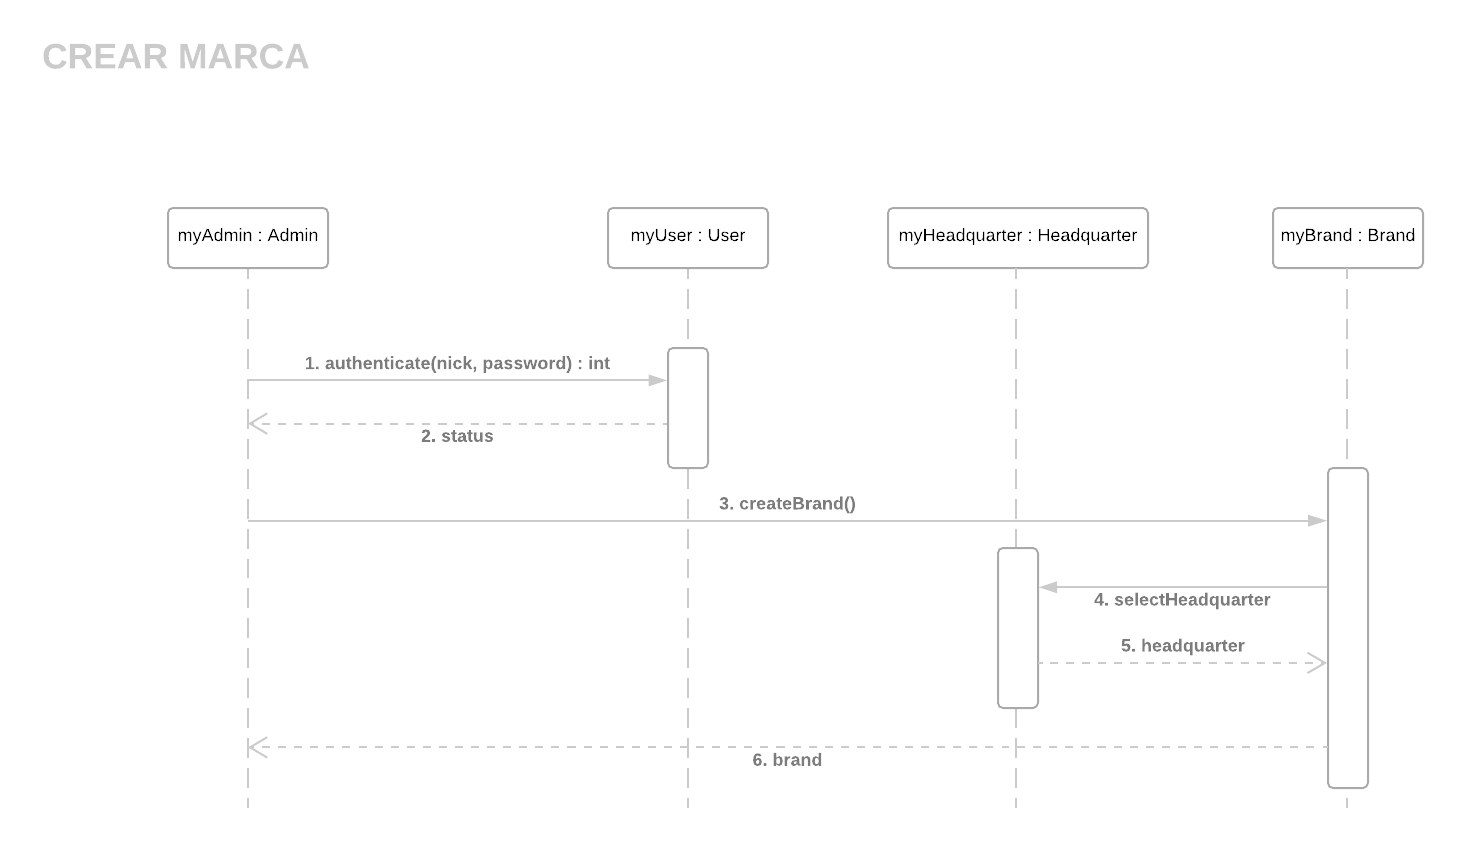 CREAR MARCA
myAdmin : Admin
myUser : User
myHeadquarter : Headquarter
myBrand : Brand
1. authenticate(nick, password) : int
2. status
3. createBrand()
4. selectHeadquarter
5. headquarter
6. brand